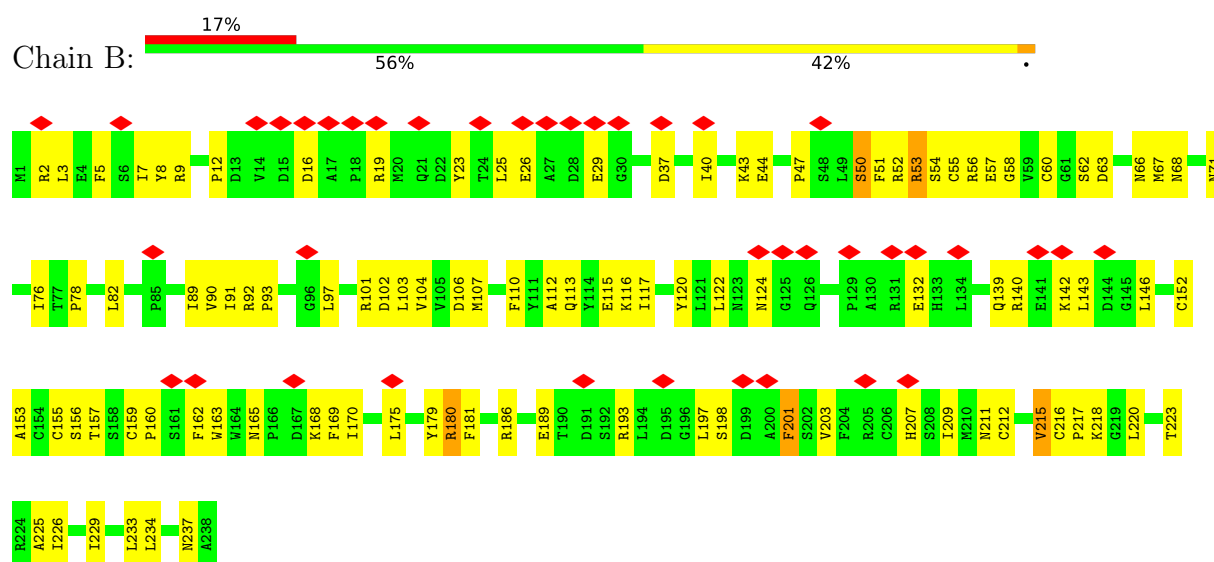 17%
Chain B:
56% 42% •
M1 R2 L3 E4 F5 S6 I7 Y8 R9 P12 D13 V14 D15 D16 A17 P18 R19 M20 Q21 D22 Y23 T24 L25 E26 A27 D28 E29 G30 D37 I40 K43 E44 P47 S48 L49 S50 F51 R52 R53 S54 C55 R56 E57 G58 V59 C60 G61 S62 D63 N66 M67 N68 N71
I76 T77 P78 L82 P85 I89 V90 I91 R92 P93 G96 L97 R101 D102 L103 V104 V105 D106 M107 F110 Y111 A112 Q113 Y114 E115 K116 I117 Y120 L121 L122 N123 N124 G125 Q126 P129 A130 R131 E132 H133 L134 Q139 R140 E141 K142 L143 D144 G145 L146 C152
A153 C154 C155 S156 T157 S158 C159 P160 S161 F162 W163 W164 N165 P166 D167 K168 F169 I170 L175 Y179 R180 F181 R186 E189 T190 D191 S192 R193 L194 D195 G196 L197 S198 D199 A200 F201 S202 V203 F204 R205 C206 H207 S208 I209 M210 N211 C212 V215 C216 P217 K218 G219 L220 T223
R224 A225 I226 I229 L233 L234 N237 A238